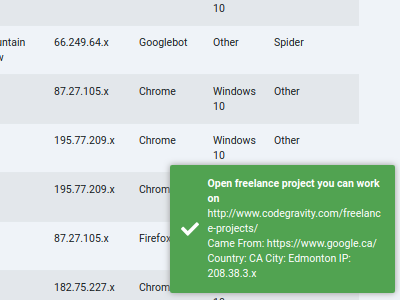 10
untain
w
66.249.64.x Googlebot Other Spider
87.27.105.x Chrome Windows Other
10
195.77.209.x Chrome Windows Other
10
195.77.209.x Chrom
87.27.105.x Firefox
182.75.227.x Chrom
10
Open freelance project you can work
on
http://www.codegravity.com/freelanc
e-projects/
Came From: https://www.google.ca/
Country: CA City: Edmonton IP:
208.38.3.x